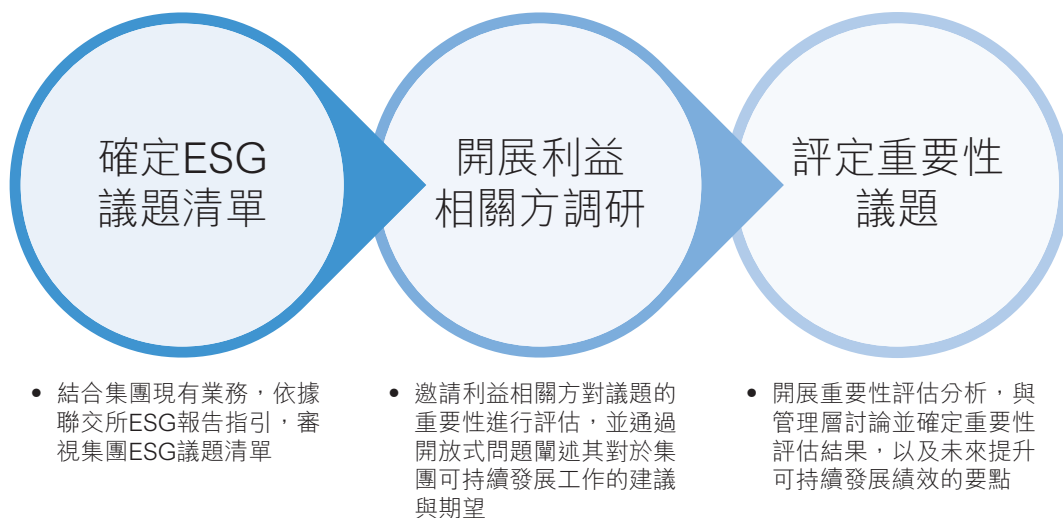 確定ESG
議題清單
開展利益
相關方調研
評定重要性
議題
• 結合集團現有業務，依據
聯交所ESG報告指引，審
視集團ESG議題清單
• 邀請利益相關方對議題的
重要性進行評估，並通過
開放式問題闡述其對於集
團可持續發展工作的建議
與期望
• 開展重要性評估分析，與
管理層討論並確定重要性
評估結果，以及未來提升
可持續發展績效的要點